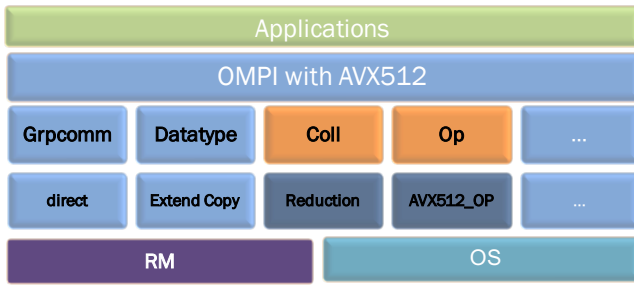 Applications
OMPI with AVX512
Grpcomm Datatype Coll Op ...
direct Extend Copy Reduction AVX512_OP ...
RM OS